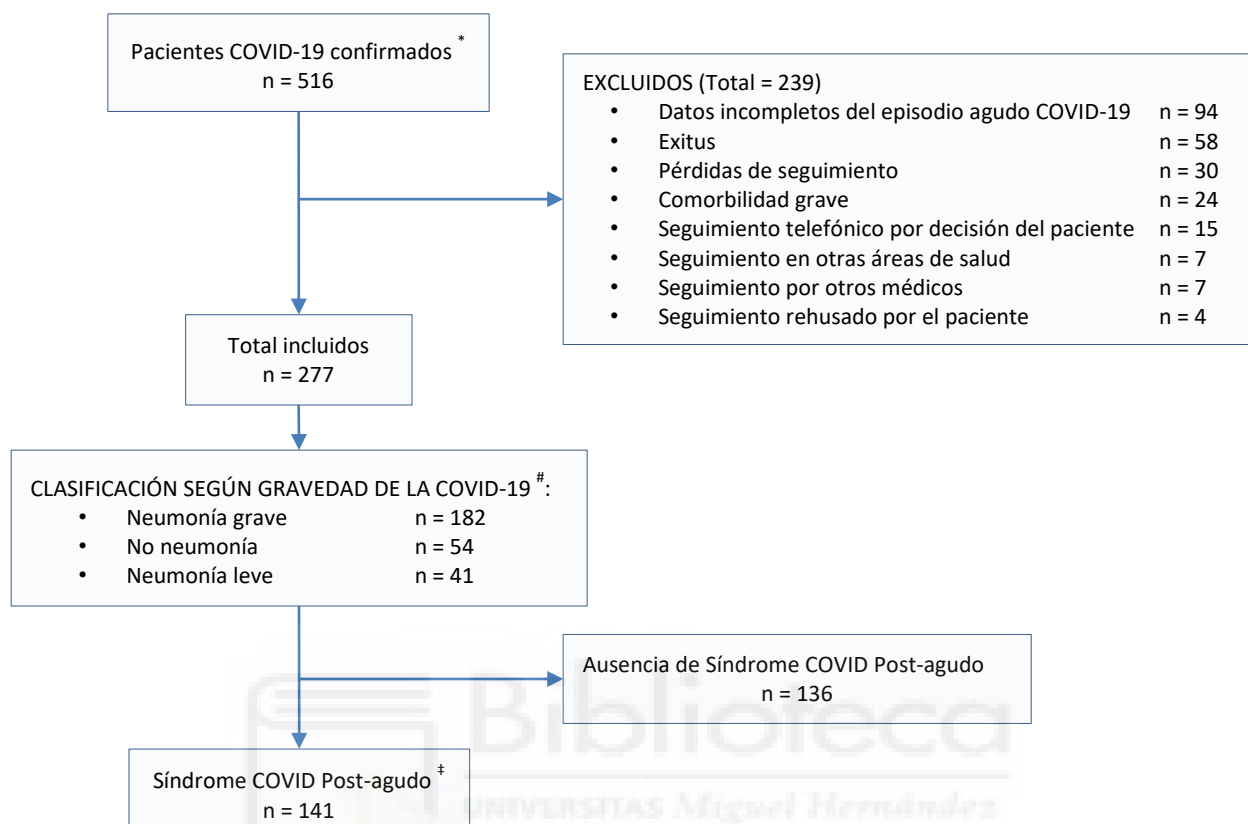 Pacientes COVID-19 confirmados *
n = 516
EXCLUIDOS (Total = 239)
• Datos incompletos del episodio agudo COVID-19 n = 94
• Exitus n = 58
• Pérdidas de seguimiento n = 30
• Comorbilidad grave n = 24
• Seguimiento telefónico por decisión del paciente n = 15
• Seguimiento en otras áreas de salud n = 7
• Seguimiento por otros médicos n = 7
• Seguimiento rehusado por el paciente n = 4
Total incluidos
n = 277
CLASIFICACIÓN SEGÚN GRAVEDAD DE LA COVID-19 #:
• Neumonía grave n = 182
• No neumonía n = 54
• Neumonía leve n = 41
Ausencia de Síndrome COVID Post-agudo
n = 136
Síndrome COVID Post-agudo ‡
n = 141
Biblioteca
UNIVERSITAS Miguel Hernández